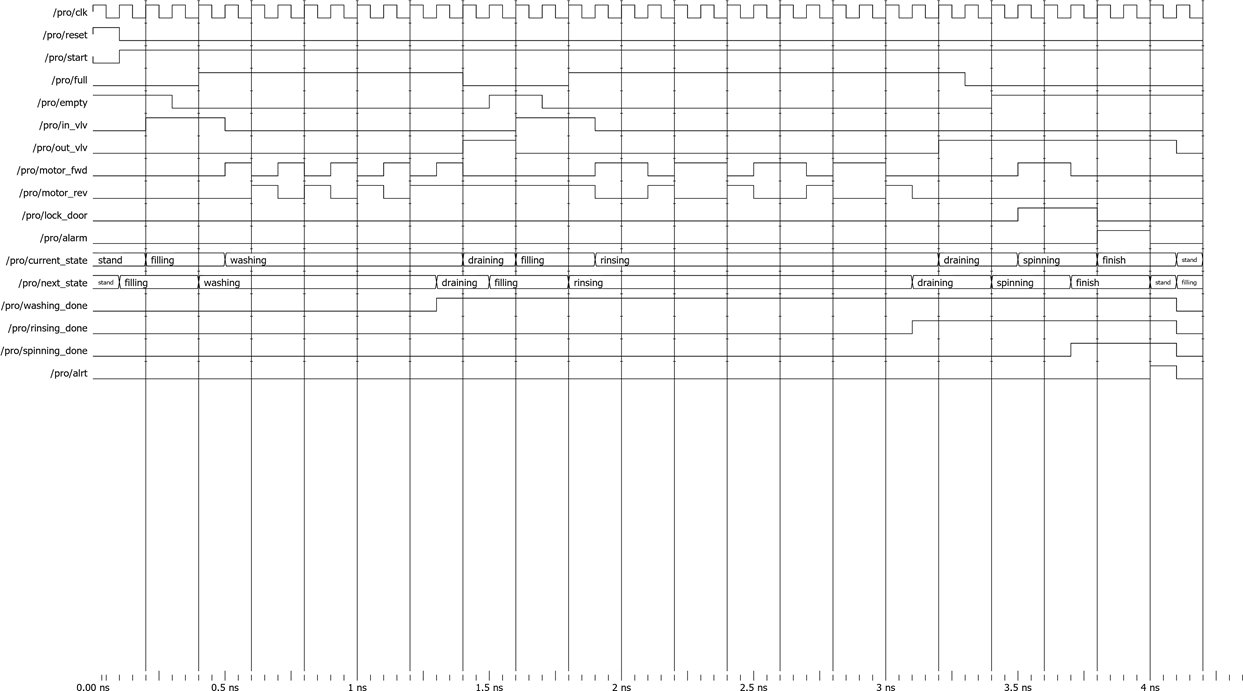 /pro/clk
/pro/reset
/pro/start
/pro/full
/pro/empty
/pro/in_vlv
/pro/out_vlv
/pro/motor_fwd
/pro/motor_rev
/pro/lock_door
/pro/alarm
/pro/current_state stand filling washing draining filling rinsing draining spinning finish stand
/pro/next_state stand filling washing draining filling rinsing draining spinning finish stand filling
/pro/washing_done
/pro/rinsing_done
/pro/spinning_done
/pro/alrt
0.00 ns 0.5 ns 1 ns 1.5 ns 2 ns 2.5 ns 3 ns 3.5 ns 4 ns